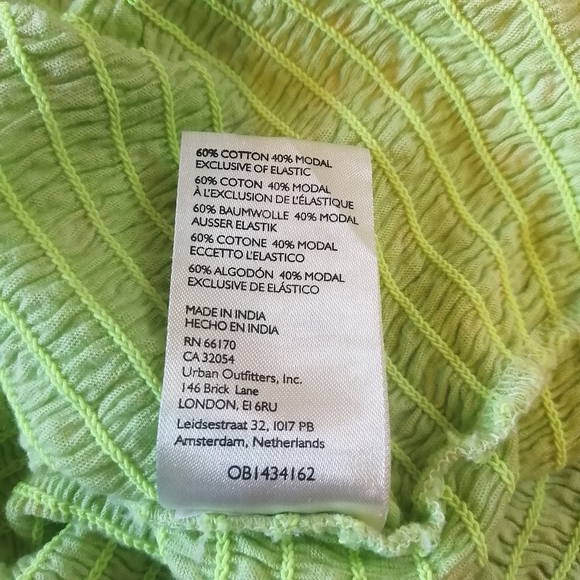 60% COTTON 40% MODAL
EXCLUSIVE OF ELASTIC
60% COTON 40% MODAL
À L'EXCLUSION DE L'ÉLASTIQUE
60% BAUMWOLLE 40% MODAL
AUSSER ELASTIK
60% COTONE 40% MODAL
ECCETTO L'ELASTICO
60% ALGODÓN 40% MODAL
EXCLUSIVE DE ELÁSTICO
MADE IN INDIA
HECHO EN INDIA
RN 66170
CA 32054
Urban Outfitters, Inc.
146 Brick Lane
LONDON, E1 6RU
Leidsestraat 32, 1017 PB
Amsterdam, Netherlands
OB1434162